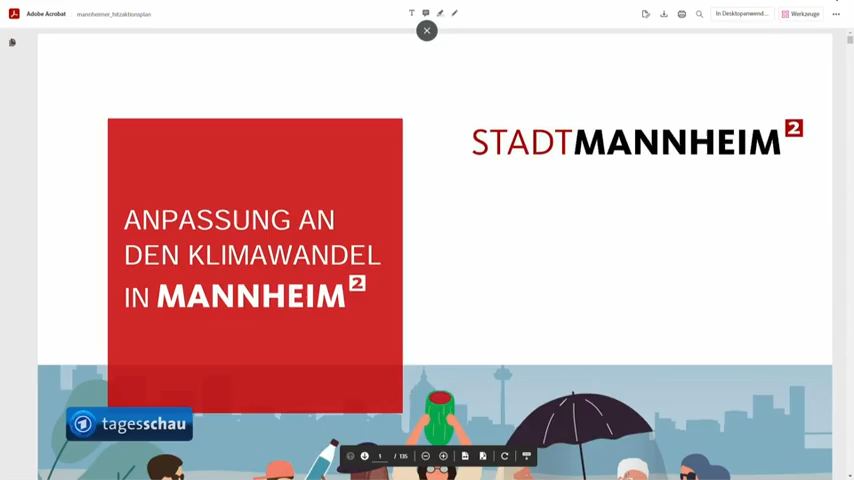 Adobe Acrobat
mannheimer_hitzaktionsplan
In Desktopanwend...
Werkzeuge
STADTMANNHEIM²
ANPASSUNG AN
DEN KLIMAWANDEL
IN MANNHEIM²
tagesschau
1 / 135